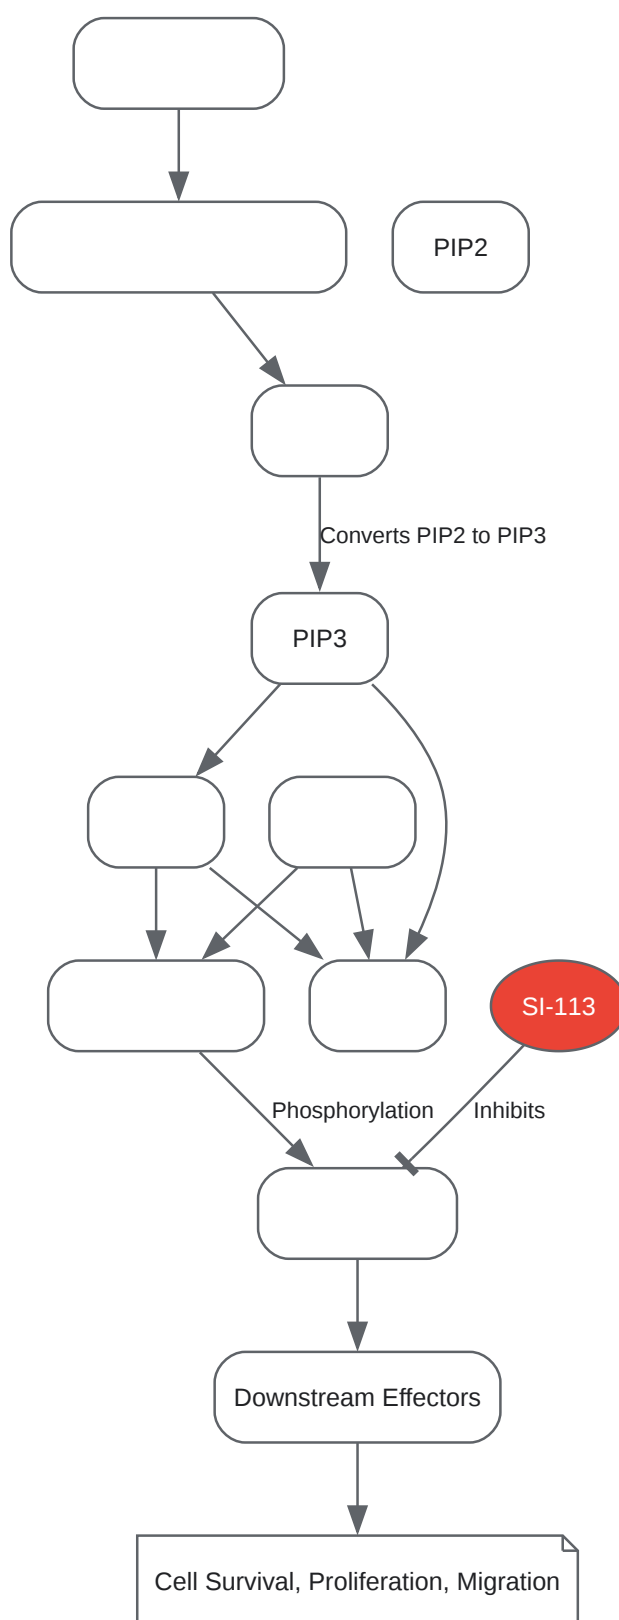 PIP2
Converts PIP2 to PIP3
PIP3
SI-113
Phosphorylation
Inhibits
Downstream Effectors
Cell Survival, Proliferation, Migration